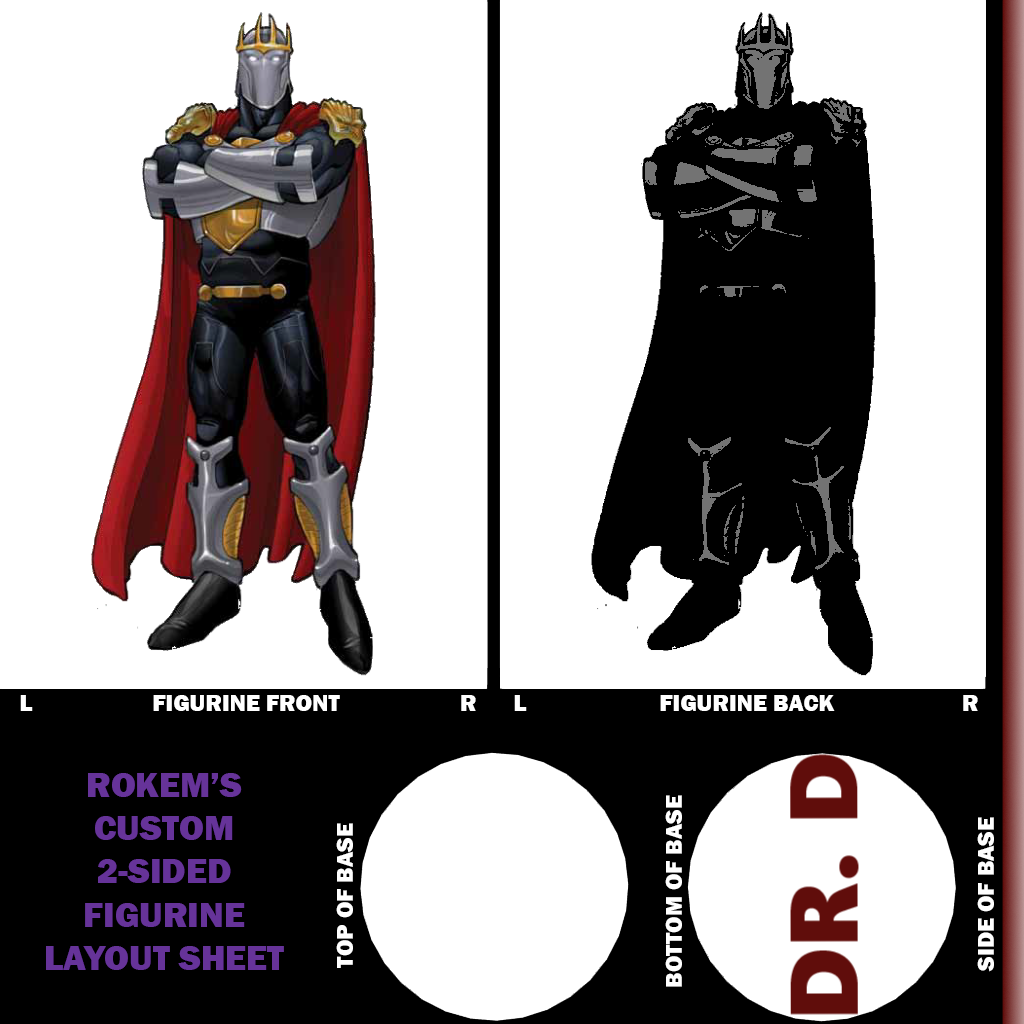 L FIGURINE FRONT R
L FIGURINE BACK R
ROKEM’S
CUSTOM
2-SIDED
FIGURINE
LAYOUT SHEET
TOP OF BASE
BOTTOM OF BASE
DR. D
SIDE OF BASE